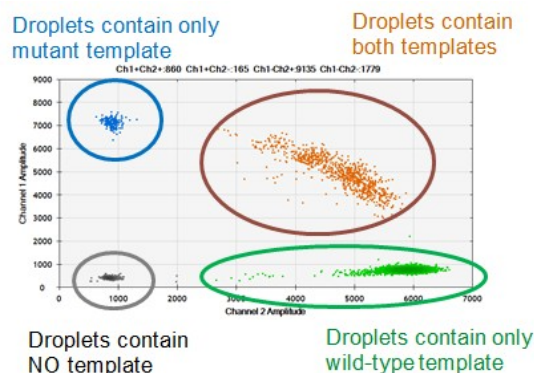 Droplets contain only
mutant template
Droplets contain
both templates
Ch1+Ch2+:860 Ch1+Ch2-:165 Ch1-Ch2+:9135 Ch1-Ch2-:1779
9000
8000
7000
6000
5000
4000
3000
2000
1000
0
Channel 1 Amplitude
0
1000
2000
3000
4000
5000
6000
7000
Channel 2 Amplitude
Droplets contain
NO template
Droplets contain only
wild-type template